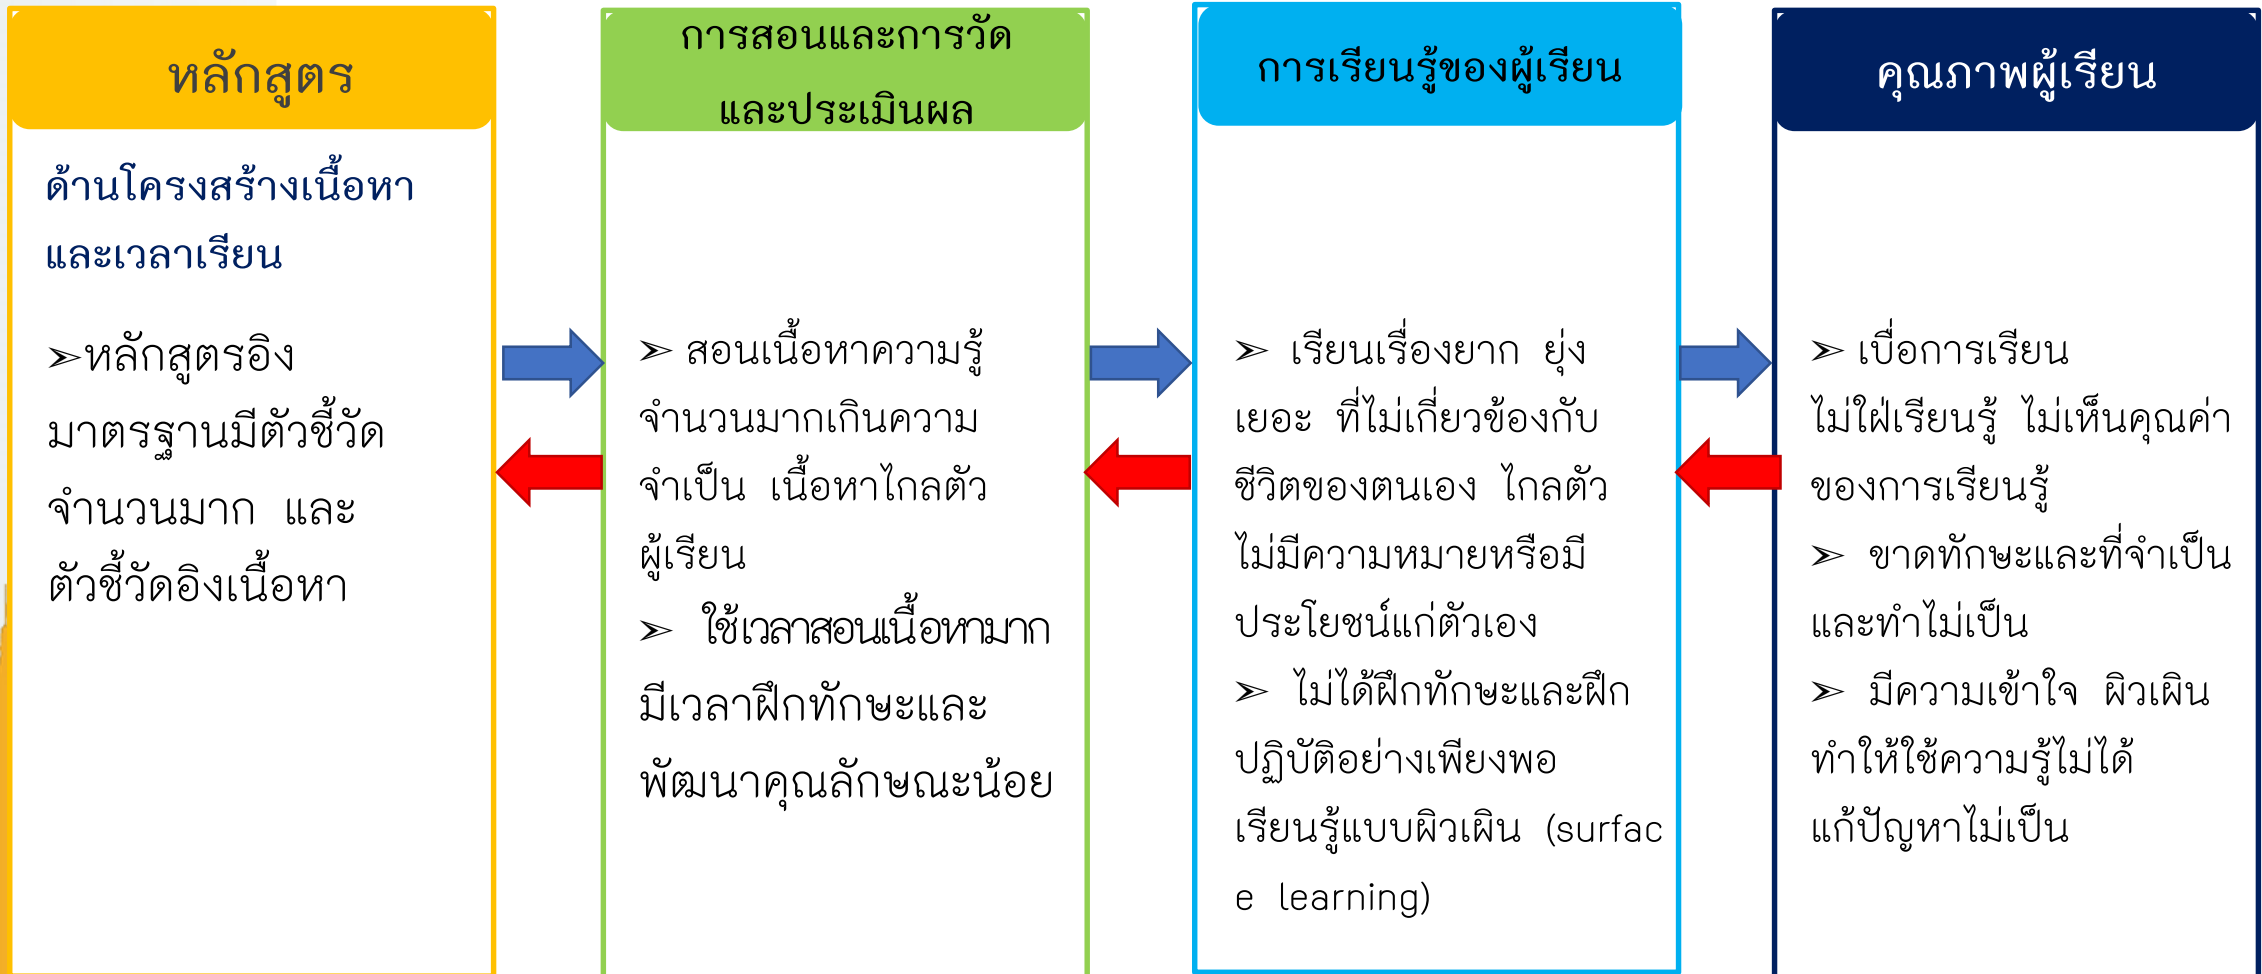 หลักสูตร
ด้านโครงสร้างเนื้อหา
และเวลาเรียน
➢หลักสูตรอิง
มาตรฐานมีตัวชี้วัด
จำนวนมาก และ
ตัวชี้วัดอิงเนื้อหา
การสอนและการวัด
และประเมินผล
➢ สอนเนื้อหาความรู้
จำนวนมากเกินความ
จำเป็น เนื้อหาไกลตัว
ผู้เรียน
➢ ใช้เวลาสอนเนื้อหามาก
มีเวลาฝึกทักษะและ
พัฒนาคุณลักษณะน้อย
การเรียนรู้ของผู้เรียน
➢ เรียนเรื่องยาก ยุ่ง
เยอะ ที่ไม่เกี่ยวข้องกับ
ชีวิตของตนเอง ไกลตัว
ไม่มีความหมายหรือมี
ประโยชน์แก่ตัวเอง
➢ ไม่ได้ฝึกทักษะและฝึก
ปฏิบัติอย่างเพียงพอ
เรียนรู้แบบผิวเผิน (surfac
e learning)
คุณภาพผู้เรียน
➢ เบื่อการเรียน
ไม่ใฝ่เรียนรู้ ไม่เห็นคุณค่า
ของการเรียนรู้
➢ ขาดทักษะและที่จำเป็น
และทำไม่เป็น
➢ มีความเข้าใจ ผิวเผิน
ทำให้ใช้ความรู้ไม่ได้
แก้ปัญหาไม่เป็น